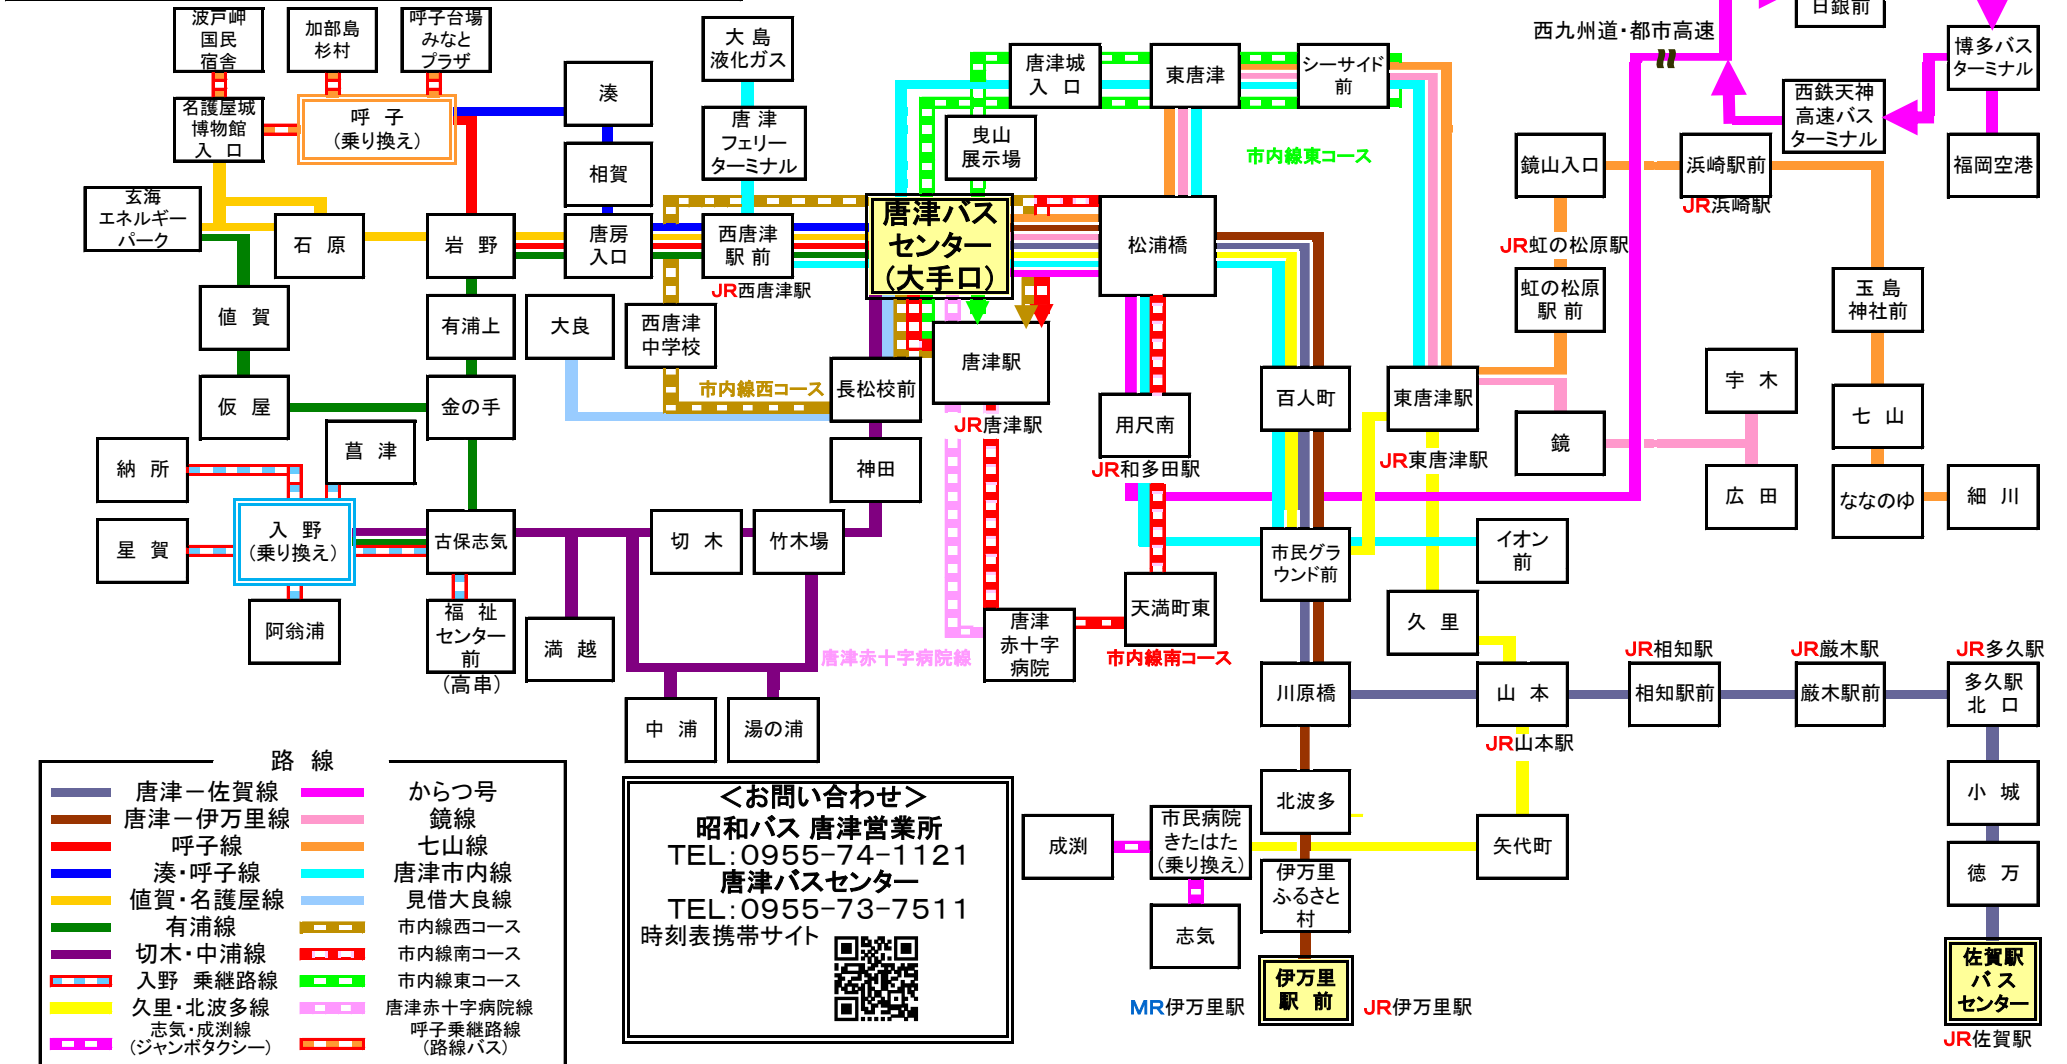 波戸岬
国民
宿舎
加部島
杉村
呼子台場
みなと
プラザ
大島
液化ガス
唐津城
入口
東唐津
シーサイド
前
西九州道・都市高速
日銀前
博多バス
ターミナル
名護屋城
博物館
入口
呼子
(乗り換え)
湊
唐津
フェリー
ターミナル
曳山
展示場
市内線東コース
西鉄天神
高速バス
ターミナル
福岡空港
相賀
鏡山入口
浜崎駅前
JR浜崎駅
玄海
エネルギー
パーク
石原
岩野
唐房
入口
西唐津
駅前
JR西唐津駅
唐津バス
センター
(大手口)
松浦橋
JR虹の松原駅
虹の松原
駅前
玉島
神社前
値賀
有浦上
大良
西唐津
中学校
市内線西コース
長松校前
唐津駅
JR唐津駅
百人町
東唐津駅
JR東唐津駅
宇木
七山
仮屋
金の手
用尺南
JR和多田駅
鏡
納所
菖津
神田
広田
ななのゆ
細川
星賀
入野
(乗り換え)
古保志気
切木
竹木場
市民グラ
ウンド前
イオン
前
阿翁浦
福祉
センター
前
(高串)
満越
唐津赤十字病院線
唐津
赤十字
病院
天満町東
市内線南コース
久里
JR相知駅
JR厳木駅
JR多久駅
中浦
湯の浦
川原橋
山本
JR山本駅
相知駅前
厳木駅前
多久駅
北口
小城
徳万
佐賀駅
バス
センター
JR佐賀駅
北波多
成渕
市民病院
きたはた
(乗り換え)
矢代町
志気
伊万里
ふるさと
村
伊万里
駅前
MR伊万里駅
JR伊万里駅
路線
唐津－佐賀線
からつ号
唐津－伊万里線
鏡線
呼子線
七山線
湊・呼子線
唐津市内線
値賀・名護屋線
見借大良線
有浦線
市内線西コース
切木・中浦線
市内線南コース
入野 乗継路線
市内線東コース
久里・北波多線
唐津赤十字病院線
志気・成渕線
(ジャンボタクシー)
呼子乗継路線
(路線バス)
＜お問い合わせ＞
昭和バス 唐津営業所
TEL：0955-74-1121
唐津バスセンター
TEL：0955-73-7511
時刻表携帯サイト